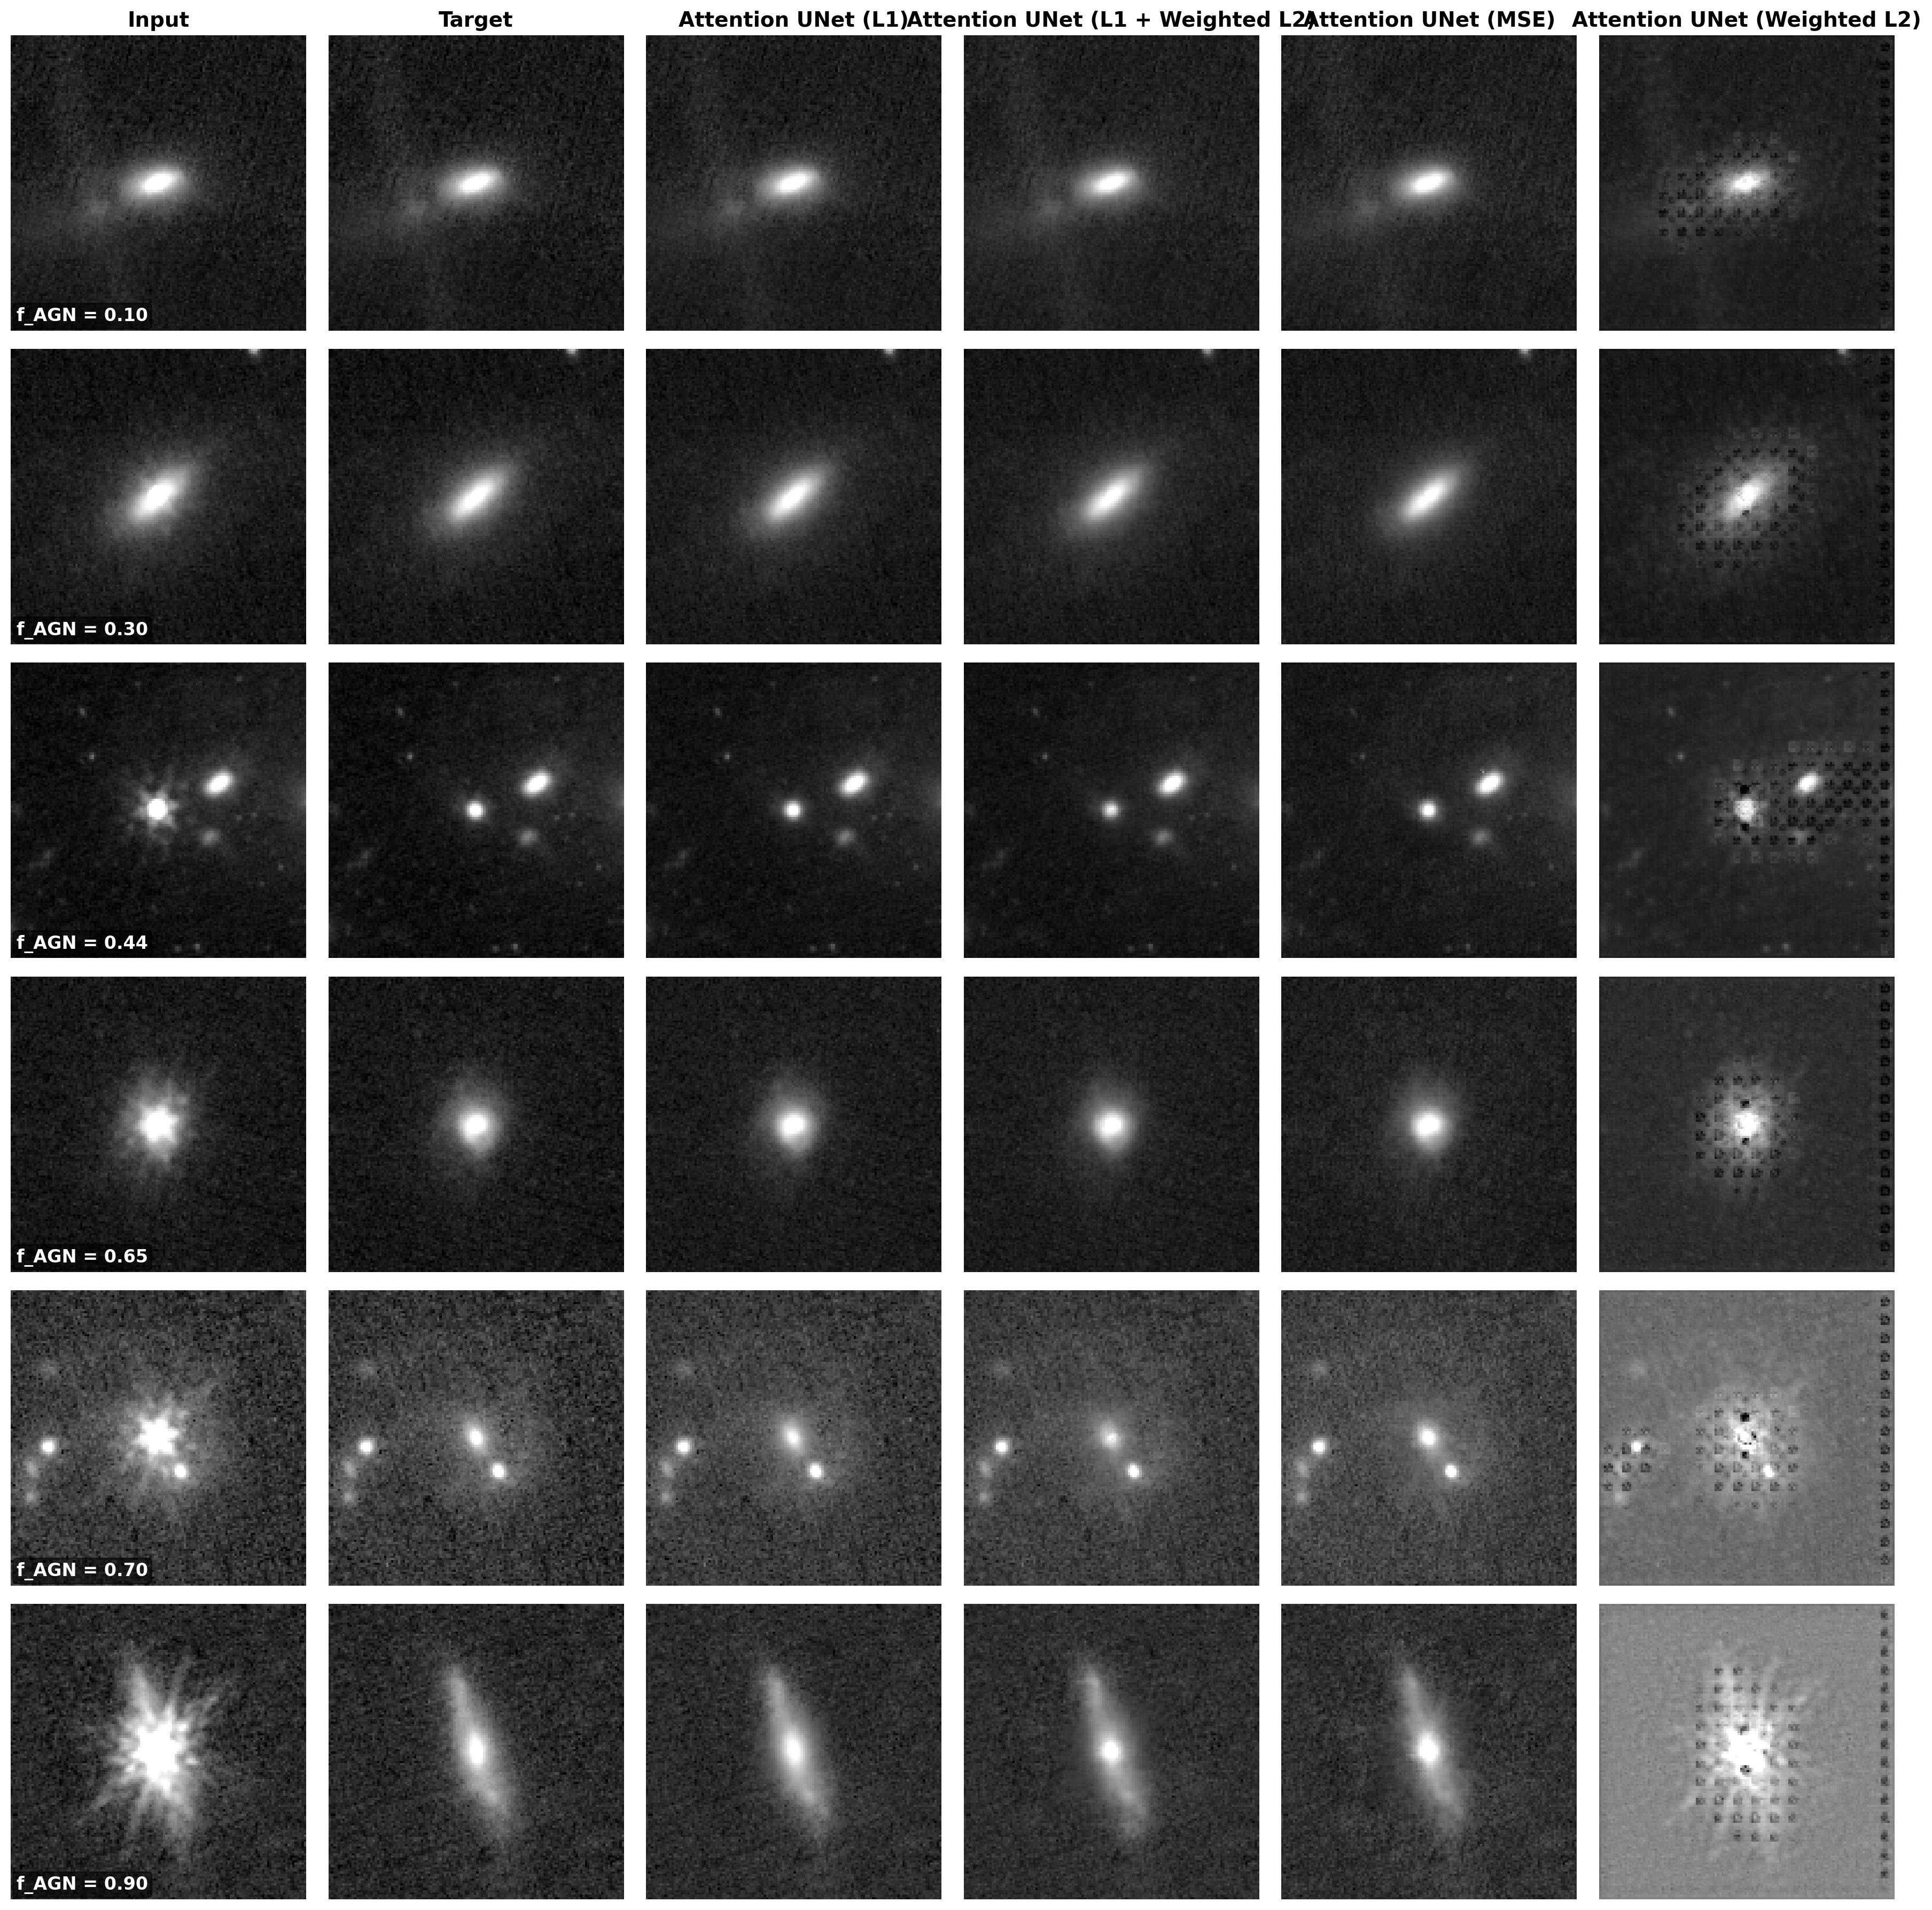 Input
Target
Attention UNet (L1)
Attention UNet (L1 + Weighted L2)
Attention UNet (MSE)
Attention UNet (Weighted L2)
f_AGN = 0.10
f_AGN = 0.30
f_AGN = 0.44
f_AGN = 0.65
f_AGN = 0.70
f_AGN = 0.90